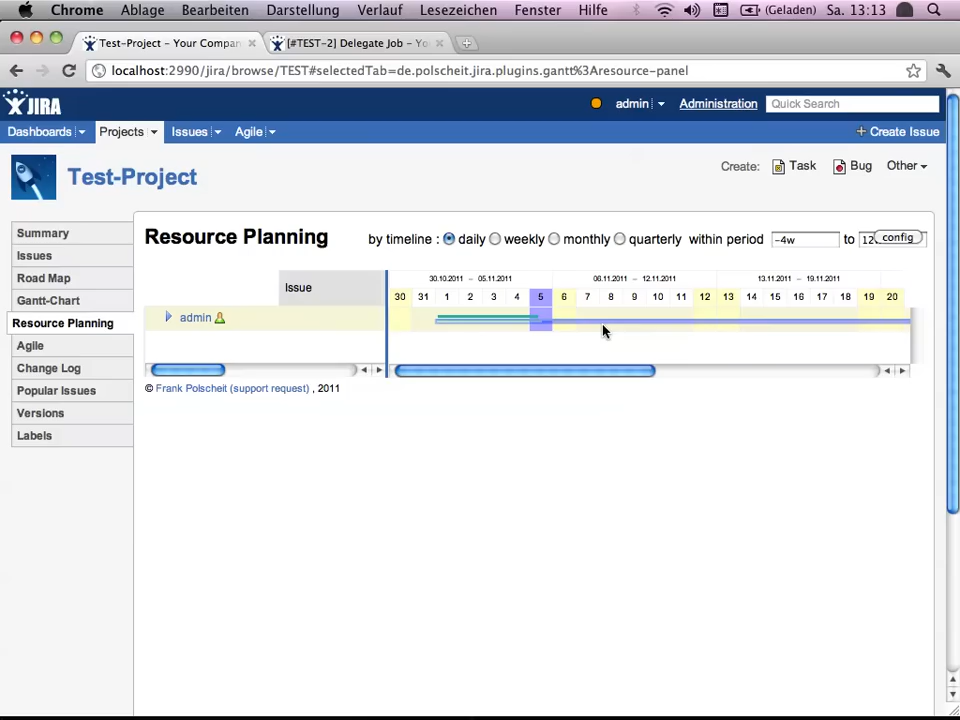 Chrome Ablage Bearbeiten Darstellung Verlauf Lesezeichen Fenster Hilfe (Geladen) Sa. 13:13
Test-Project – Your Compan [#TEST-2] Delegate Job – Yo
localhost:2990/jira/browse/TEST#selectedTab=de.polscheit.jira.plugins.gantt%3Aresource-panel
JIRA admin Administration Quick Search
Dashboards Projects Issues Agile + Create Issue
Test-Project Create: Task Bug Other
Summary
Issues
Road Map
Gantt-Chart
Resource Planning
Agile
Change Log
Popular Issues
Versions
Labels
Resource Planning by timeline : daily weekly monthly quarterly within period -4w to 12 config
Issue 30.10.2011 – 05.11.2011 06.11.2011 – 12.11.2011 13.11.2011 – 19.11.2011
30 31 1 2 3 4 5 6 7 8 9 10 11 12 13 14 15 16 17 18 19 20
admin
© Frank Polscheit (support request) , 2011